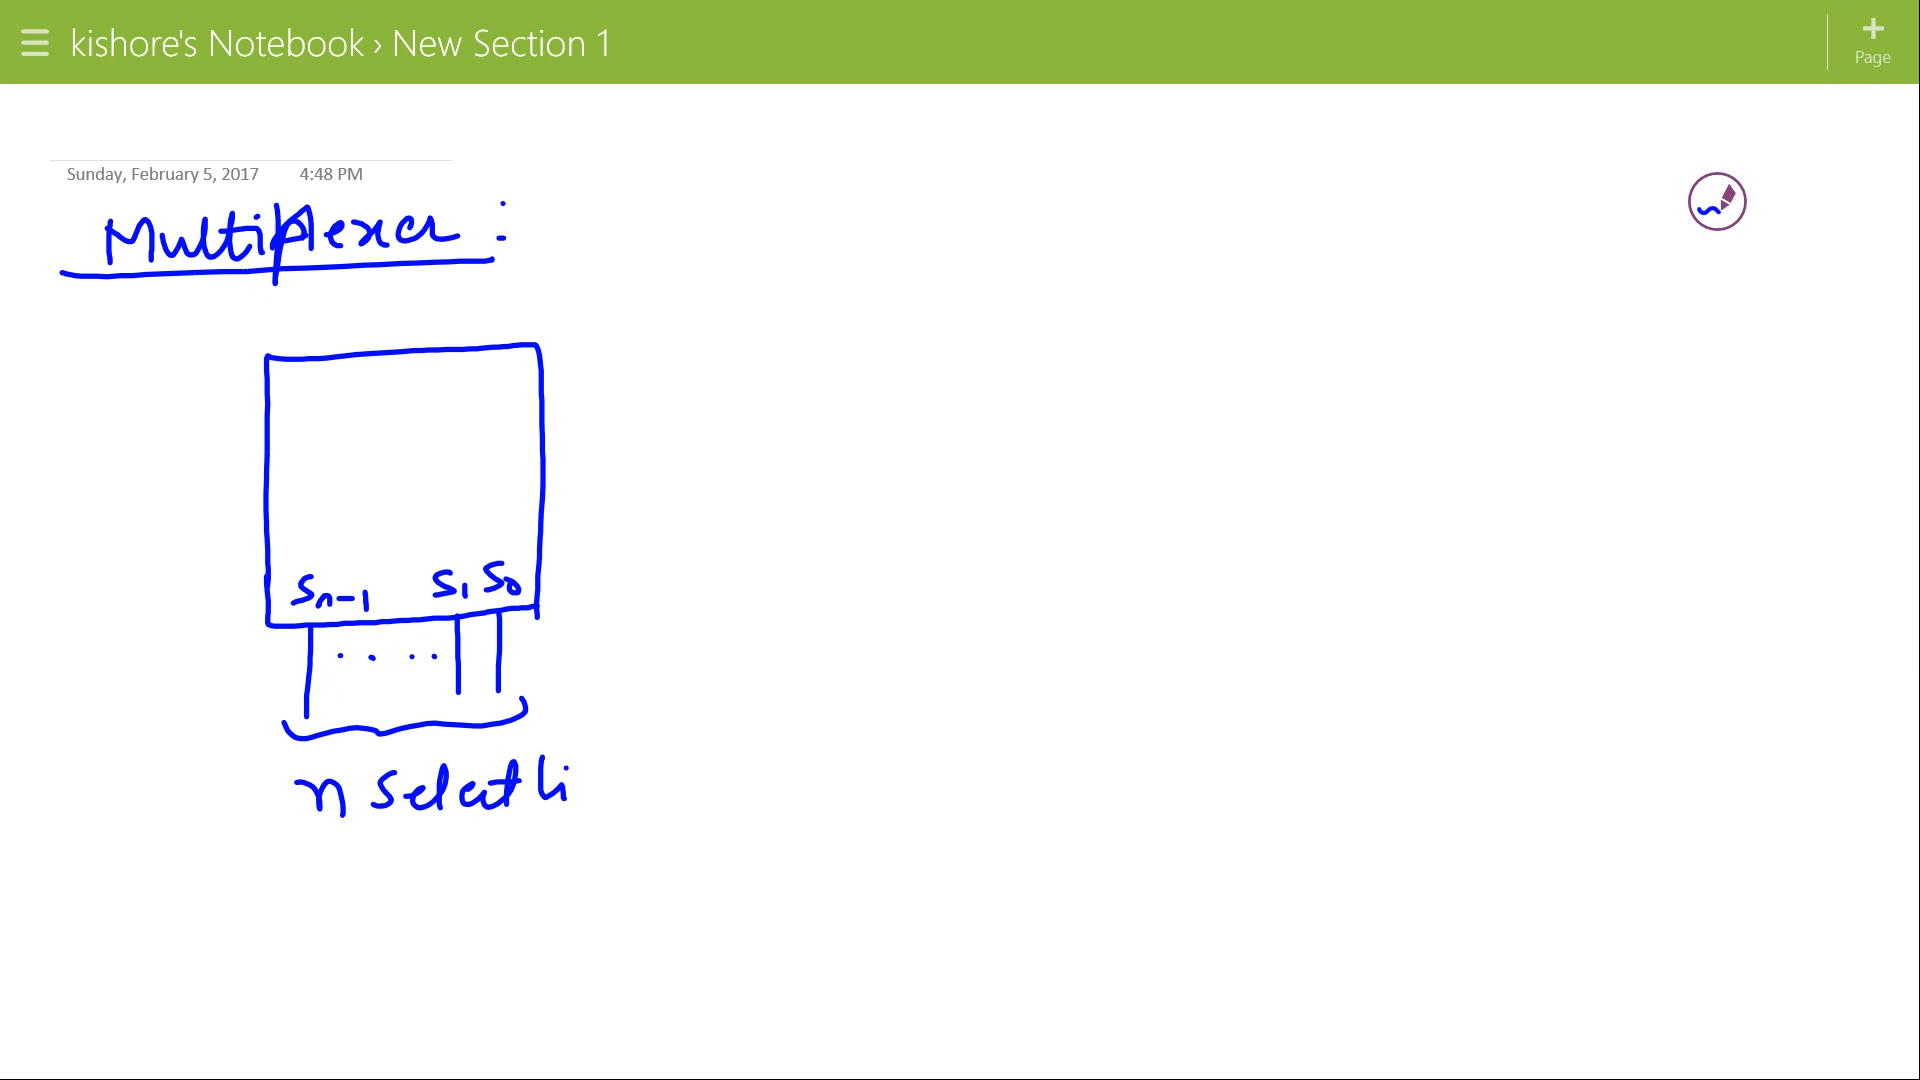 kishore's Notebook › New Section 1
Page
Sunday, February 5, 2017 4:48 PM
Multiplexer :
Sn-1 S1 S0
. . . .
n Select li